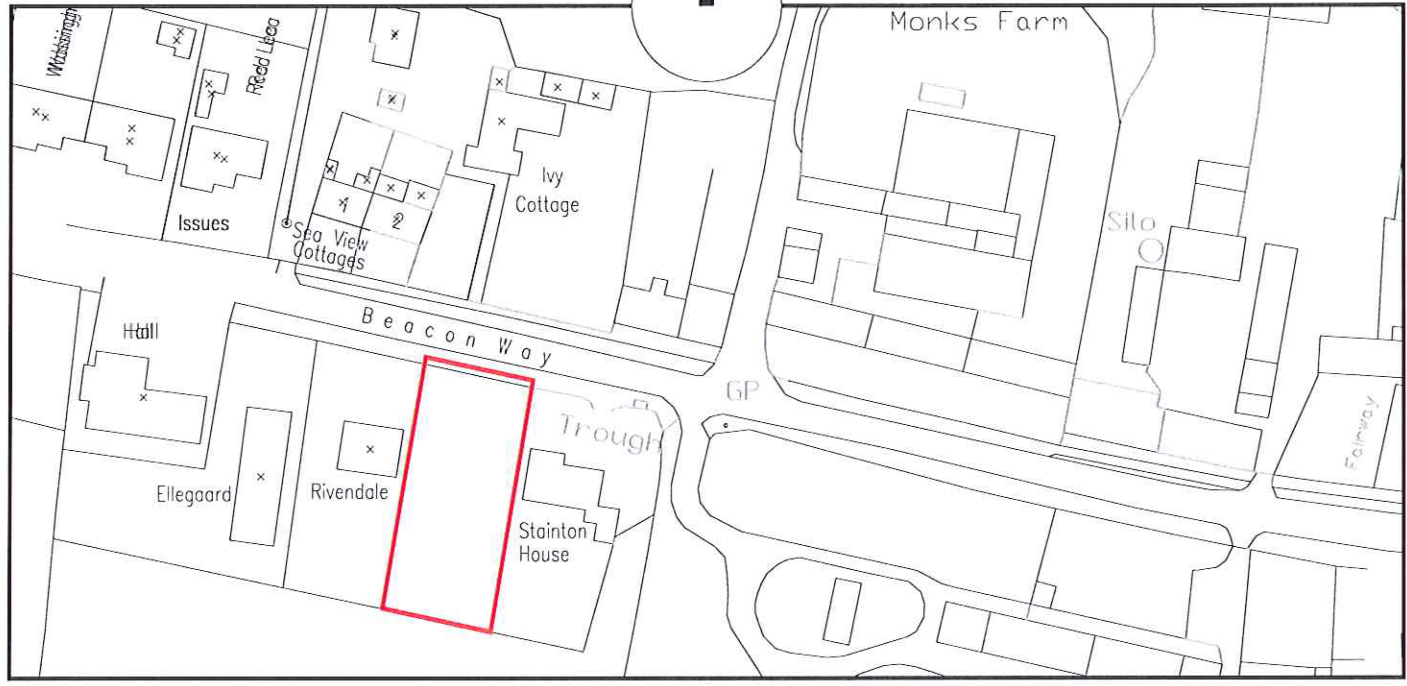 Monks Farm
Ivy
Cottage
Issues
1
2
Sea View
Cottages
Silo
Hall
Beacon Way
GP
Trough
Fairway
Ellegaard
Rivendale
Stainton
House